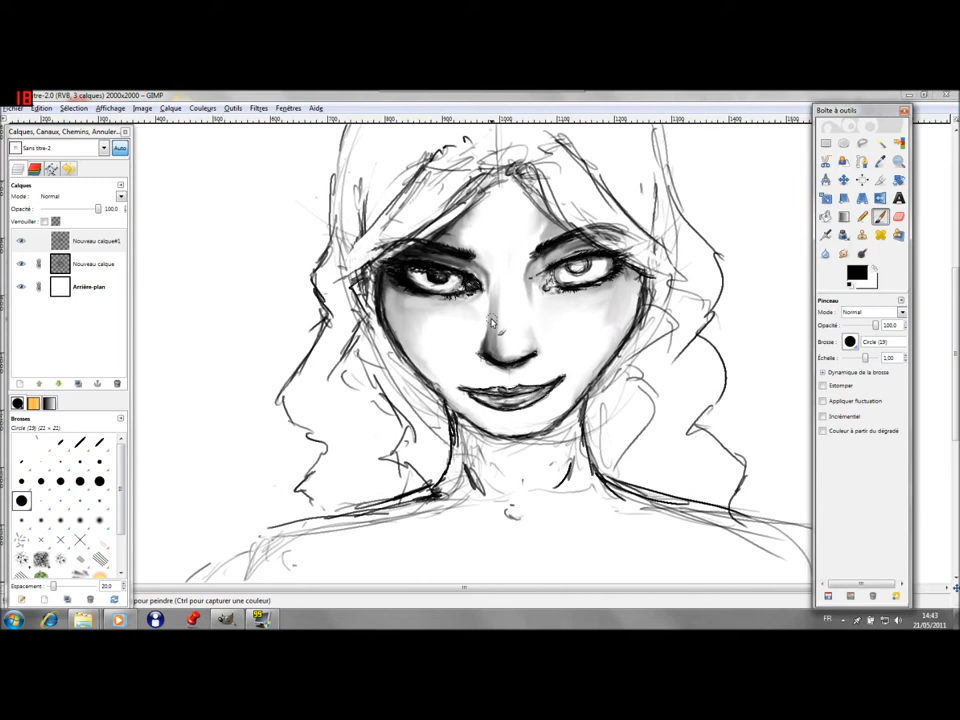 18
tre-2.0 (RVB, 3 calques) 2000x2000 – GIMP
Fichier Edition Sélection Affichage Image Calque Couleurs Outils Filtres Fenêtres Aide
Boîte à outils
Calques, Canaux, Chemins, Annuler...
Sans titre-2
Auto
Calques
Mode : Normal
Opacité : 100,0
Verrouiller :
Nouveau calque#1
Nouveau calque
Arrière-plan
Brosses
Circle (19) (21 × 21)
Espacement : 20,0
Pinceau
Mode : Normal
Opacité : 100,0
Brosse : Circle (19)
Échelle : 1,00
Dynamique de la brosse
Estomper
Appliquer fluctuation
Incrémentiel
Couleur à partir du dégradé
pour peindre (Ctrl pour capturer une couleur)
FR
14:43
21/05/2011